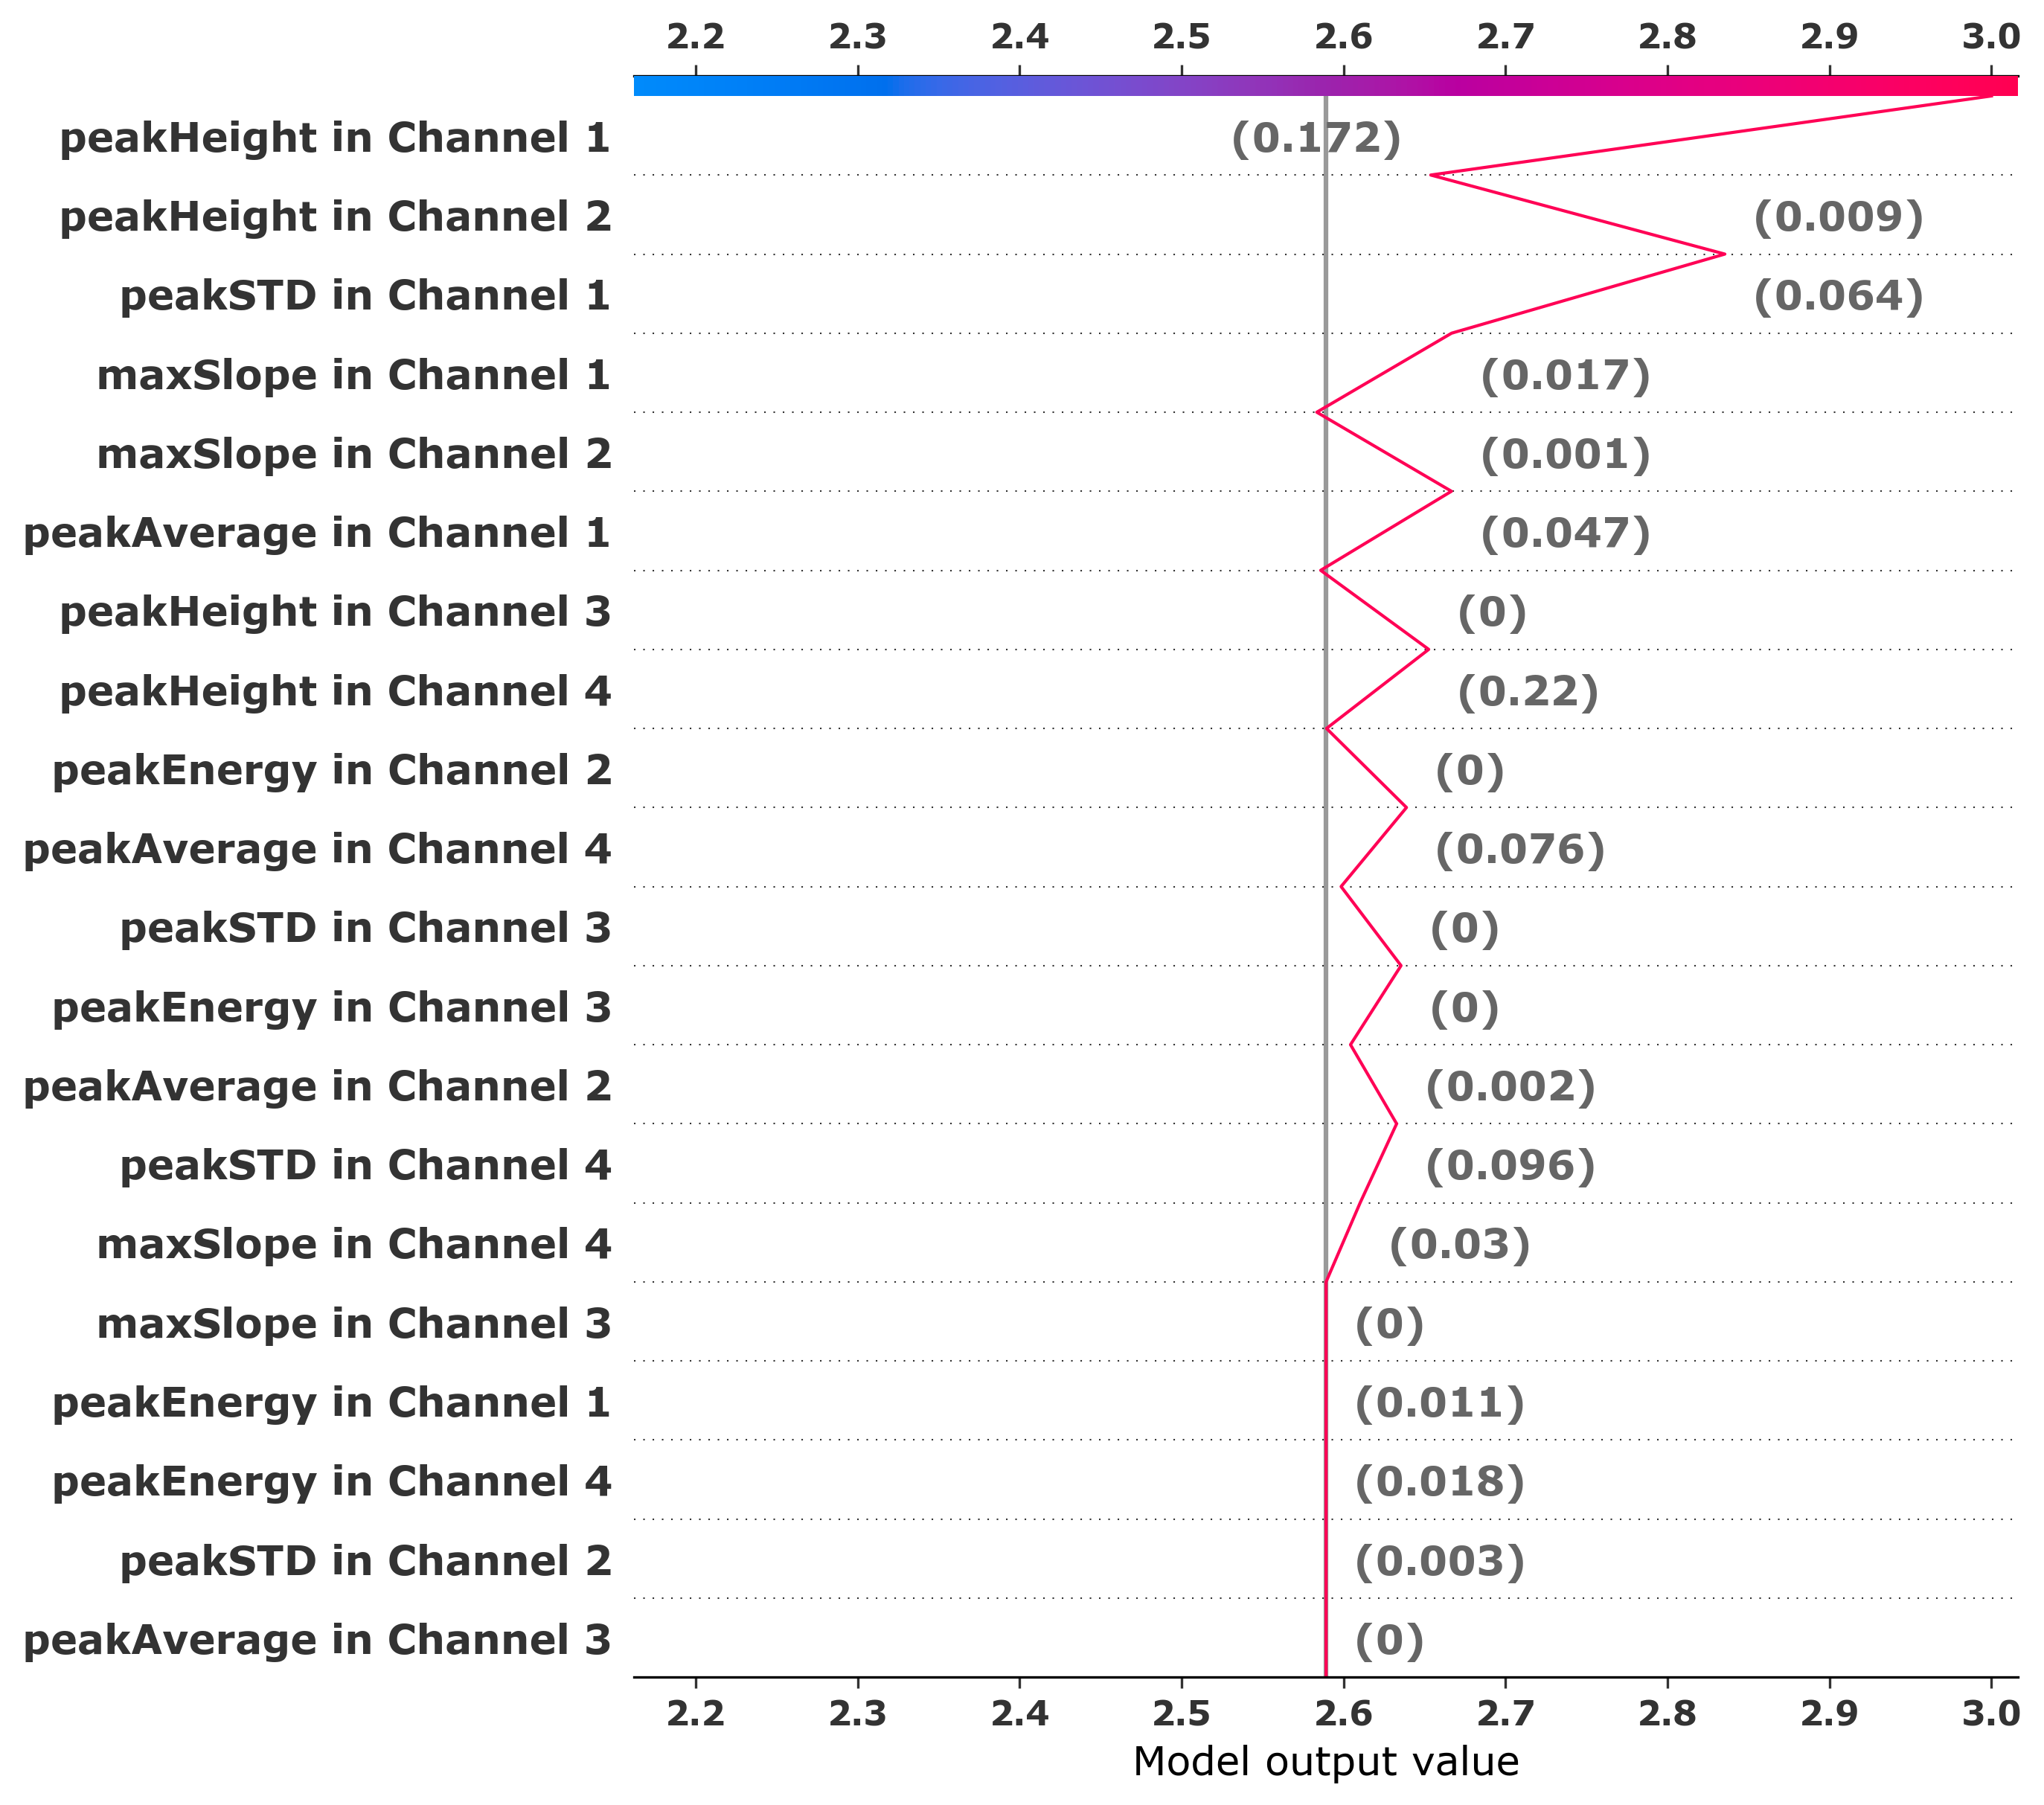 2.2 2.3 2.4 2.5 2.6 2.7 2.8 2.9 3.0
peakHeight in Channel 1 (0.172)
peakHeight in Channel 2 (0.009)
peakSTD in Channel 1 (0.064)
maxSlope in Channel 1 (0.017)
maxSlope in Channel 2 (0.001)
peakAverage in Channel 1 (0.047)
peakHeight in Channel 3 (0)
peakHeight in Channel 4 (0.22)
peakEnergy in Channel 2 (0)
peakAverage in Channel 4 (0.076)
peakSTD in Channel 3 (0)
peakEnergy in Channel 3 (0)
peakAverage in Channel 2 (0.002)
peakSTD in Channel 4 (0.096)
maxSlope in Channel 4 (0.03)
maxSlope in Channel 3 (0)
peakEnergy in Channel 1 (0.011)
peakEnergy in Channel 4 (0.018)
peakSTD in Channel 2 (0.003)
peakAverage in Channel 3 (0)
2.2 2.3 2.4 2.5 2.6 2.7 2.8 2.9 3.0
Model output value